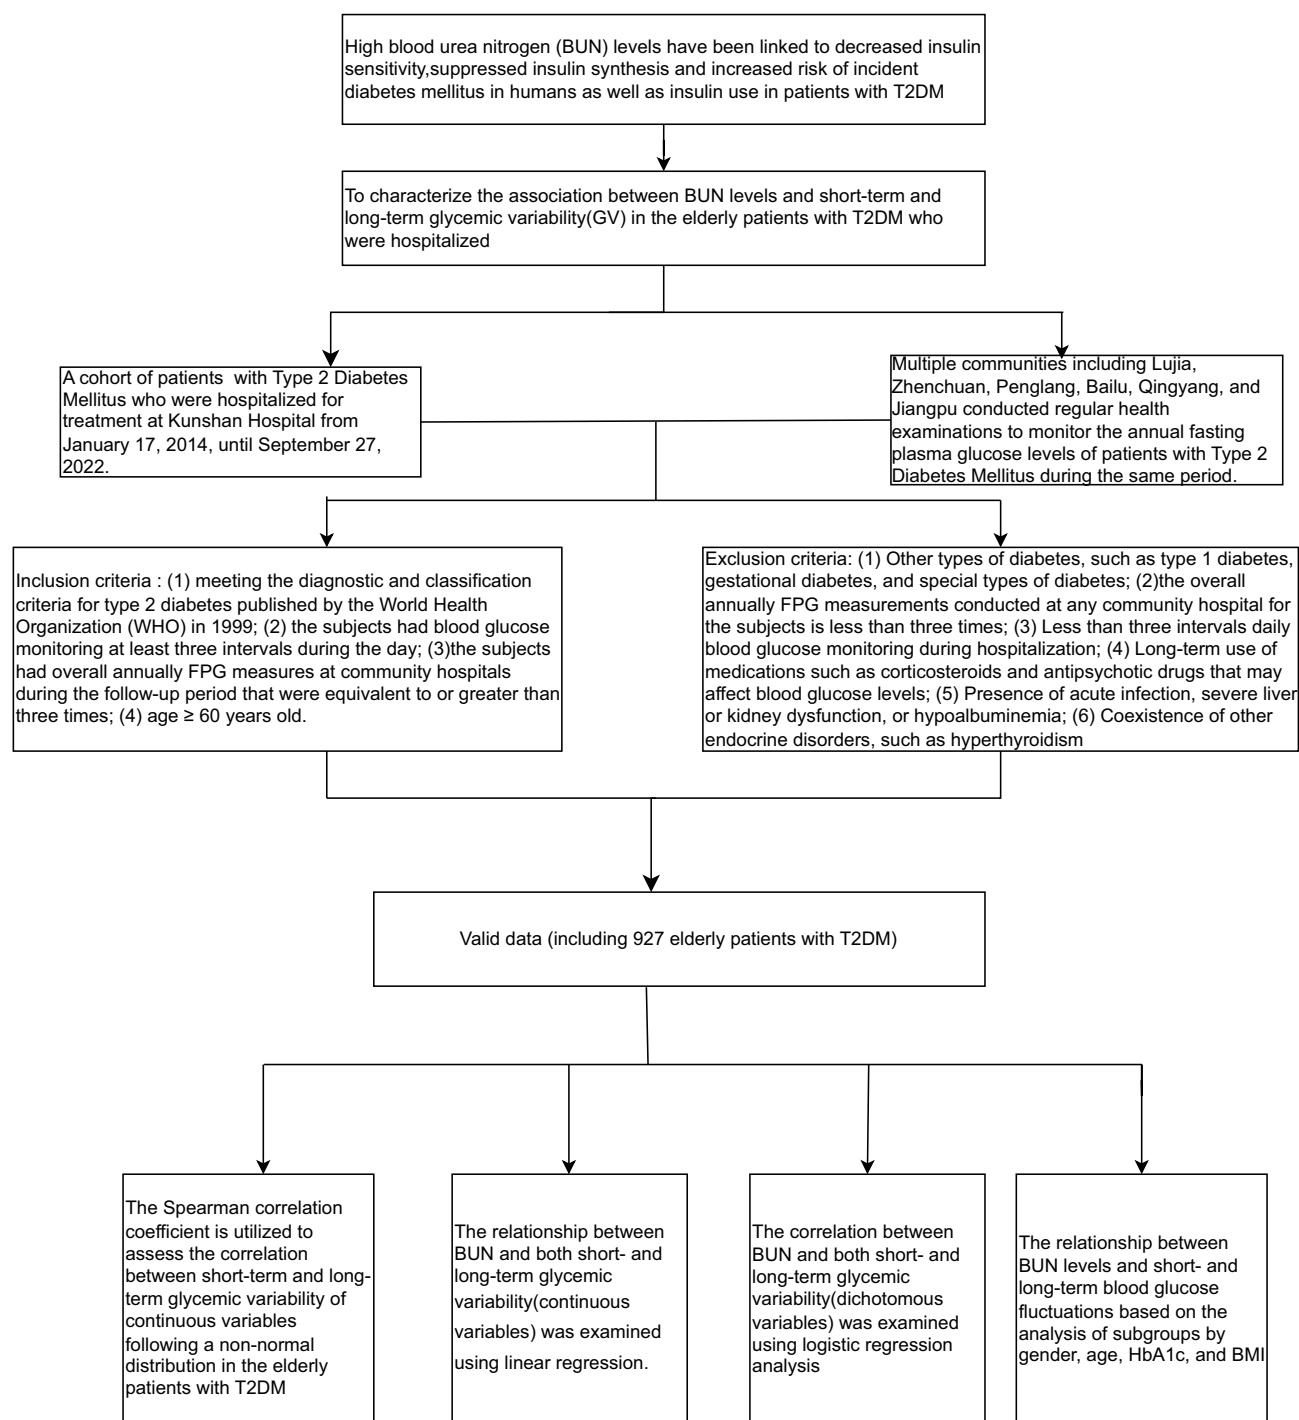 High blood urea nitrogen (BUN) levels have been linked to decreased insulin
sensitivity,suppressed insulin synthesis and increased risk of incident
diabetes mellitus in humans as well as insulin use in patients with T2DM
To characterize the association between BUN levels and short-term and
long-term glycemic variability(GV) in the elderly patients with T2DM who
were hospitalized
A cohort of patients with Type 2 Diabetes
Mellitus who were hospitalized for
treatment at Kunshan Hospital from
January 17, 2014, until September 27,
2022.
Multiple communities including Lujia,
Zhenchuan, Penglang, Bailu, Qingyang, and
Jiangpu conducted regular health
examinations to monitor the annual fasting
plasma glucose levels of patients with Type 2
Diabetes Mellitus during the same period.
Inclusion criteria : (1) meeting the diagnostic and classification
criteria for type 2 diabetes published by the World Health
Organization (WHO) in 1999; (2) the subjects had blood glucose
monitoring at least three intervals during the day; (3)the subjects
had overall annually FPG measures at community hospitals
during the follow-up period that were equivalent to or greater than
three times; (4) age ≥ 60 years old.
Exclusion criteria: (1) Other types of diabetes, such as type 1 diabetes,
gestational diabetes, and special types of diabetes; (2)the overall
annually FPG measurements conducted at any community hospital for
the subjects is less than three times; (3) Less than three intervals daily
blood glucose monitoring during hospitalization; (4) Long-term use of
medications such as corticosteroids and antipsychotic drugs that may
affect blood glucose levels; (5) Presence of acute infection, severe liver
or kidney dysfunction, or hypoalbuminemia; (6) Coexistence of other
endocrine disorders, such as hyperthyroidism
Valid data (including 927 elderly patients with T2DM)
The Spearman correlation
coefficient is utilized to
assess the correlation
between short-term and long-
term glycemic variability of
continuous variables
following a non-normal
distribution in the elderly
patients with T2DM
The relationship between
BUN and both short- and
long-term glycemic
variability(continuous
variables) was examined
using linear regression.
The correlation between
BUN and both short- and
long-term glycemic
variability(dichotomous
variables) was examined
using logistic regression
analysis
The relationship between
BUN levels and short- and
long-term blood glucose
fluctuations based on the
analysis of subgroups by
gender, age, HbA1c, and BMI